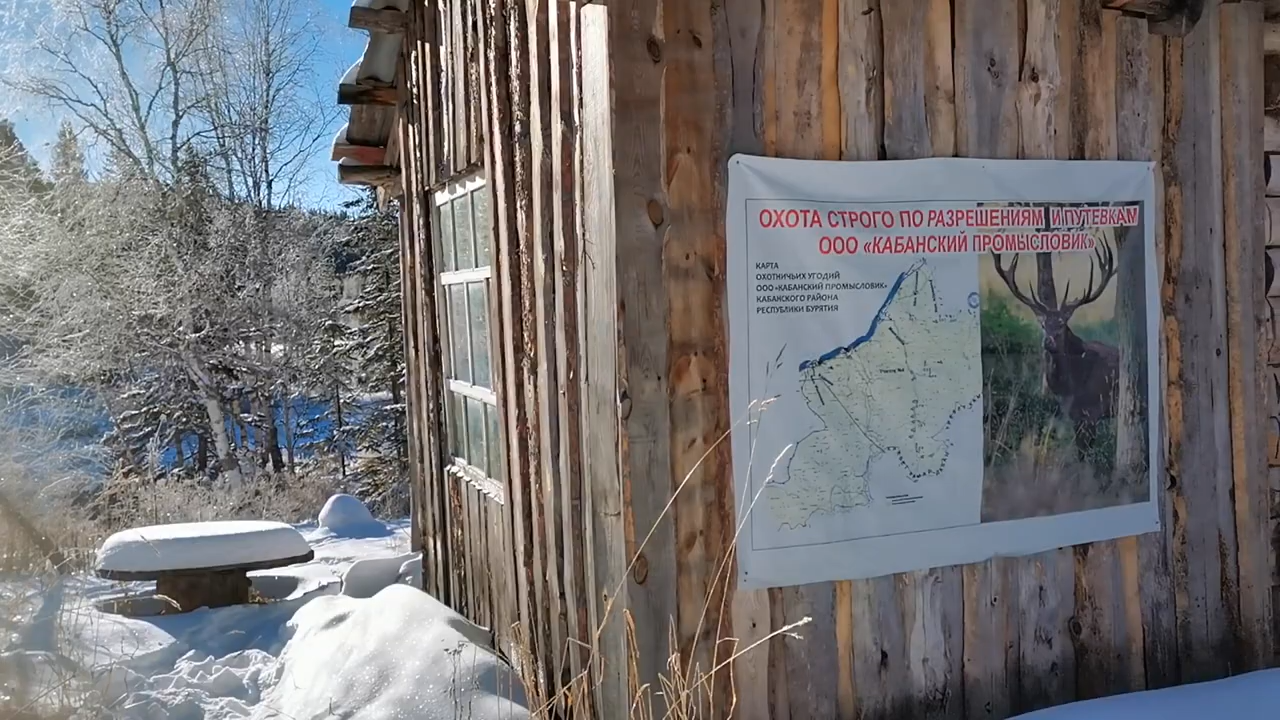 ОХОТА СТРОГО ПО РАЗРЕШЕНИЯМ И ПУТЕВКАМ
ООО «КАБАНСКИЙ ПРОМЫСЛОВИК»
КАРТА
ОХОТНИЧЬИХ УГОДИЙ
ООО «КАБАНСКИЙ ПРОМЫСЛОВИК»
КАБАНСКОГО РАЙОНА
РЕСПУБЛИКИ БУРЯТИЯ